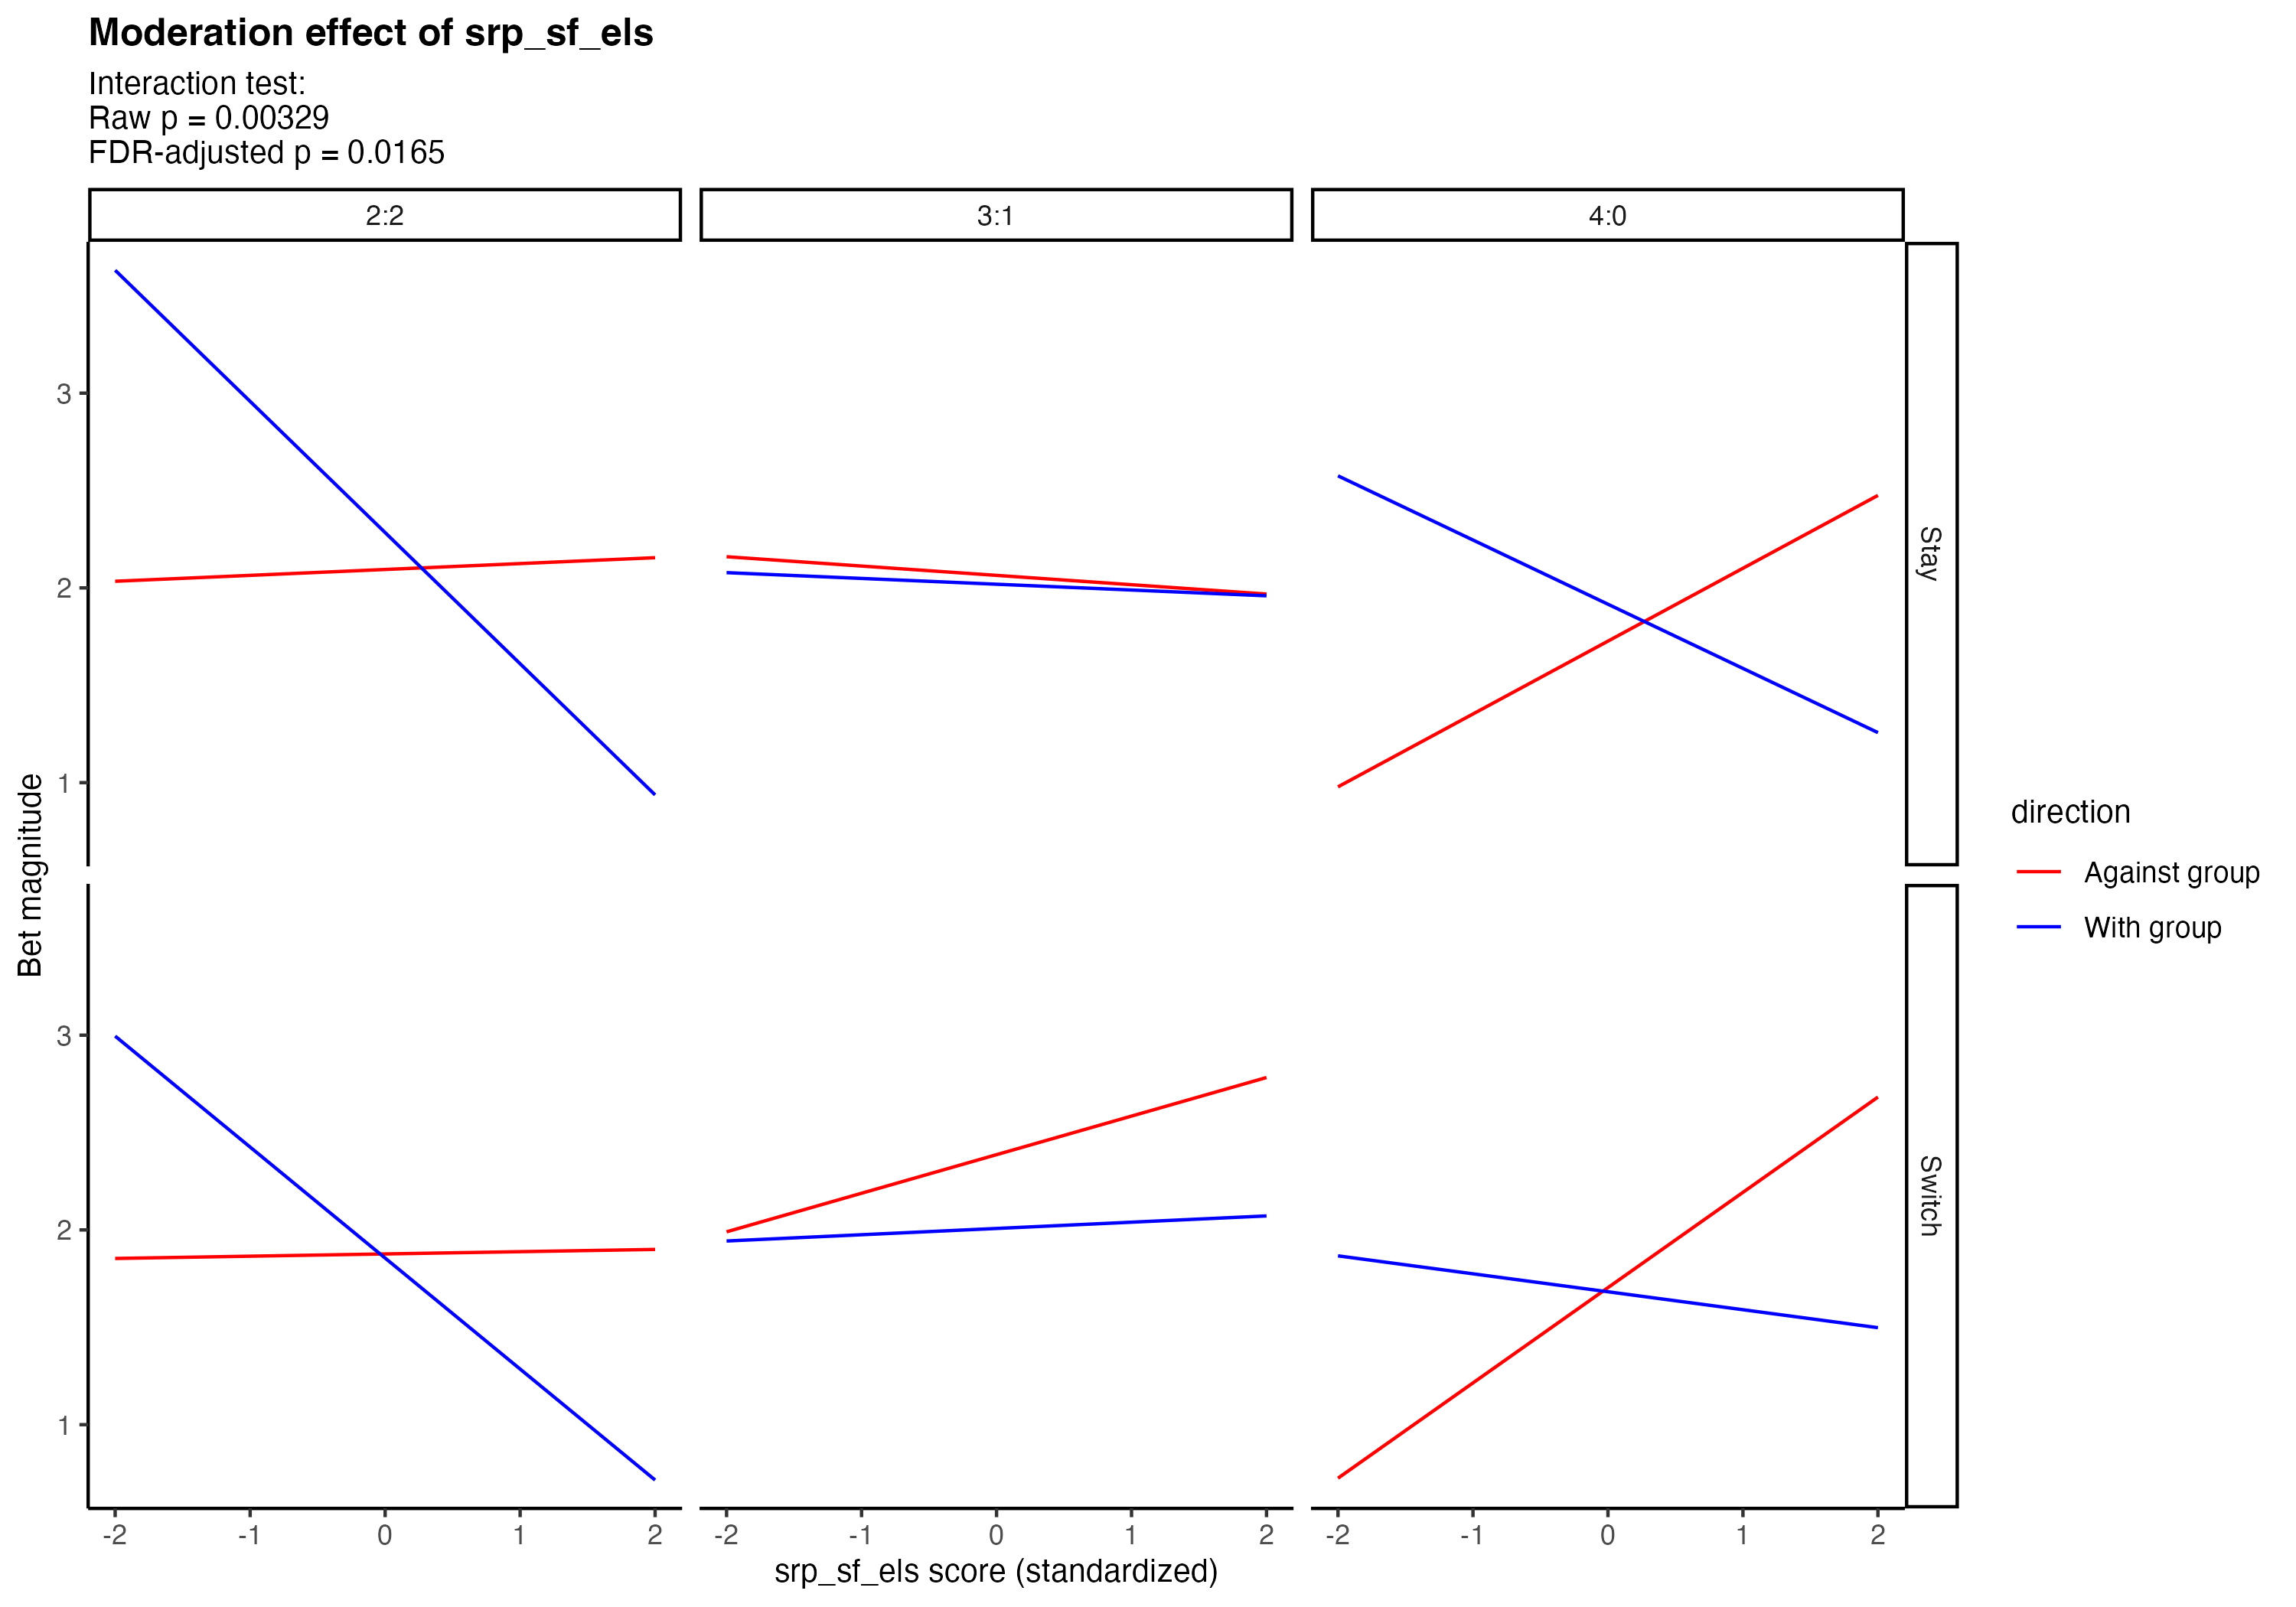 Moderation effect of srp_sf_els
Interaction test:
Raw p = 0.00329
FDR-adjusted p = 0.0165
2:2 3:1 4:0
Stay
Switch
3
2
1
3
2
1
Bet magnitude
-2 -1 0 1 2 -2 -1 0 1 2 -2 -1 0 1 2
srp_sf_els score (standardized)
direction
Against group
With group